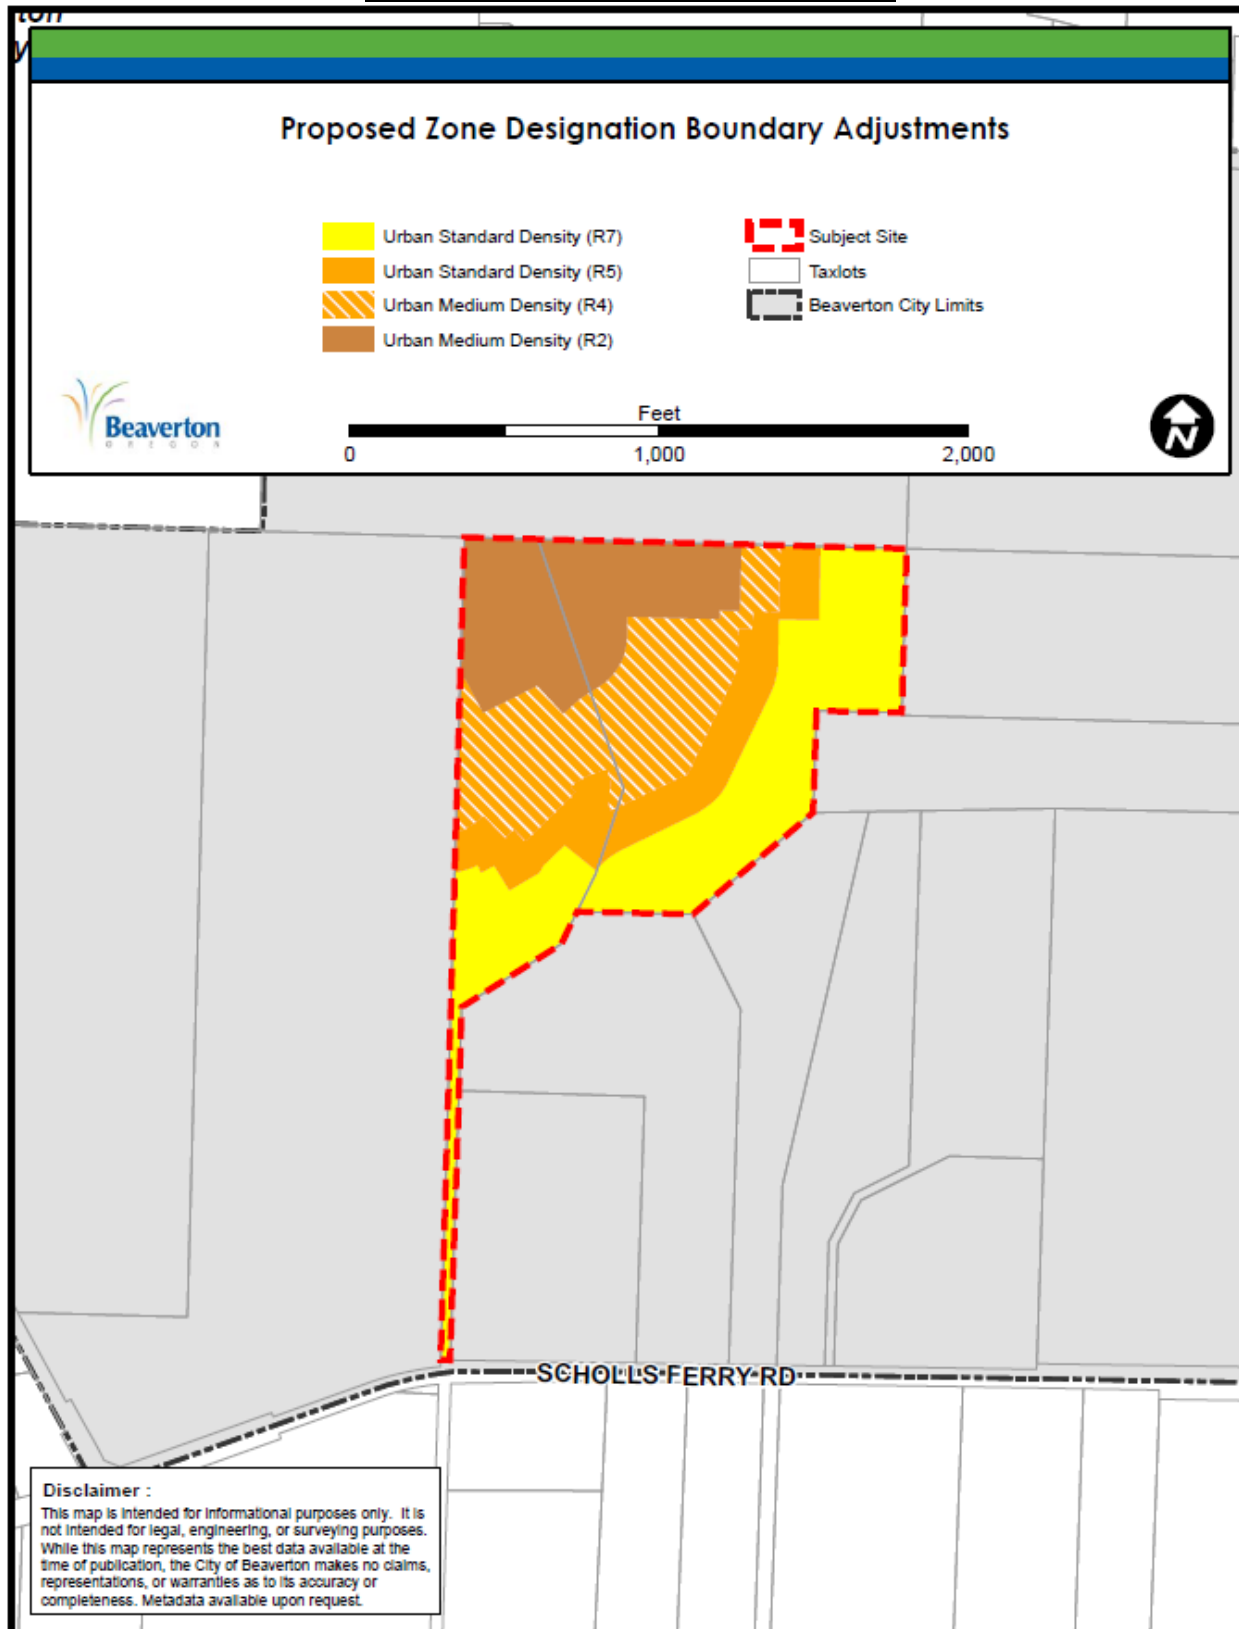 ton
y
Proposed Zone Designation Boundary Adjustments
Urban Standard Density (R7)
Urban Standard Density (R5)
Urban Medium Density (R4)
Urban Medium Density (R2)
Subject Site
Taxlots
Beaverton City Limits
Beaverton
OREGON
Feet
0 1,000 2,000
N
SCHOLLS FERRY RD
Disclaimer :
This map is intended for informational purposes only. It is
not intended for legal, engineering, or surveying purposes.
While this map represents the best data available at the
time of publication, the City of Beaverton makes no claims,
representations, or warranties as to its accuracy or
completeness. Metadata available upon request.